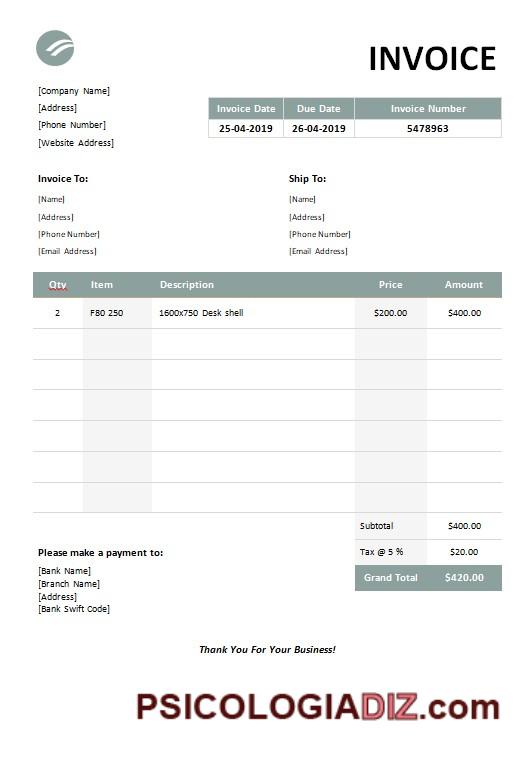 INVOICE
[Company Name]
[Address]
[Phone Number]
[Website Address]
Invoice Date Due Date Invoice Number
25-04-2019 26-04-2019 5478963
Invoice To: Ship To:
[Name] [Name]
[Address] [Address]
[Phone Number] [Phone Number]
[Email Address] [Email Address]
Qty Item Description Price Amount
2 F80 250 1600x750 Desk shell $200.00 $400.00
Subtotal $400.00
Tax @ 5 % $20.00
Grand Total $420.00
Please make a payment to:
[Bank Name]
[Branch Name]
[Address]
[Bank Swift Code]
Thank You For Your Business!
PSICOLOGIADIZ.com